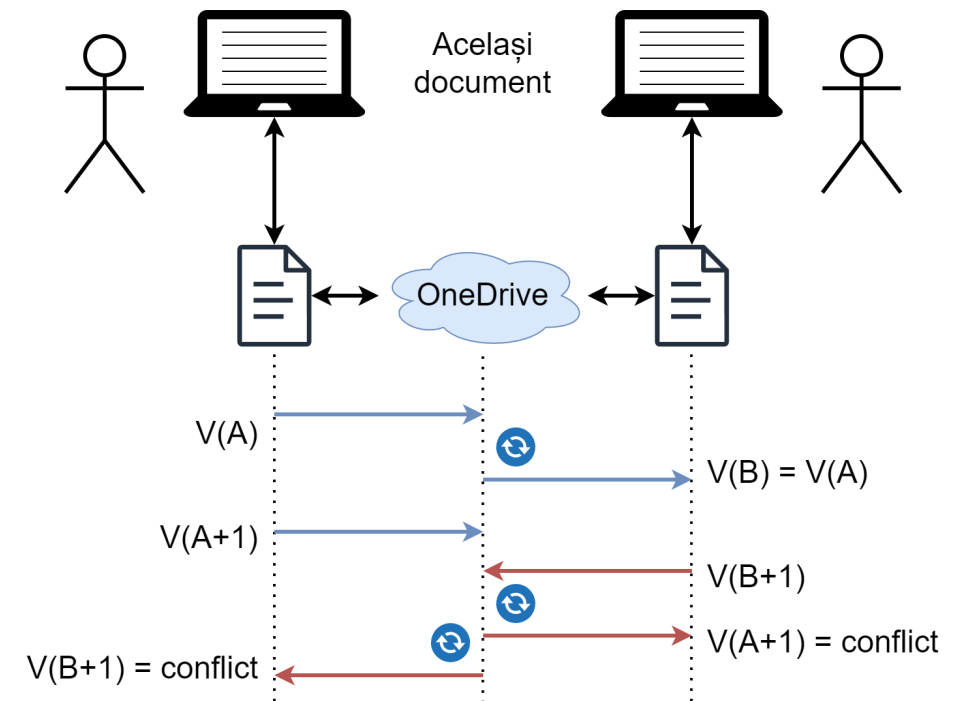 Același
document
OneDrive
V(A)
V(B) = V(A)
V(A+1)
V(B+1)
V(A+1) = conflict
V(B+1) = conflict